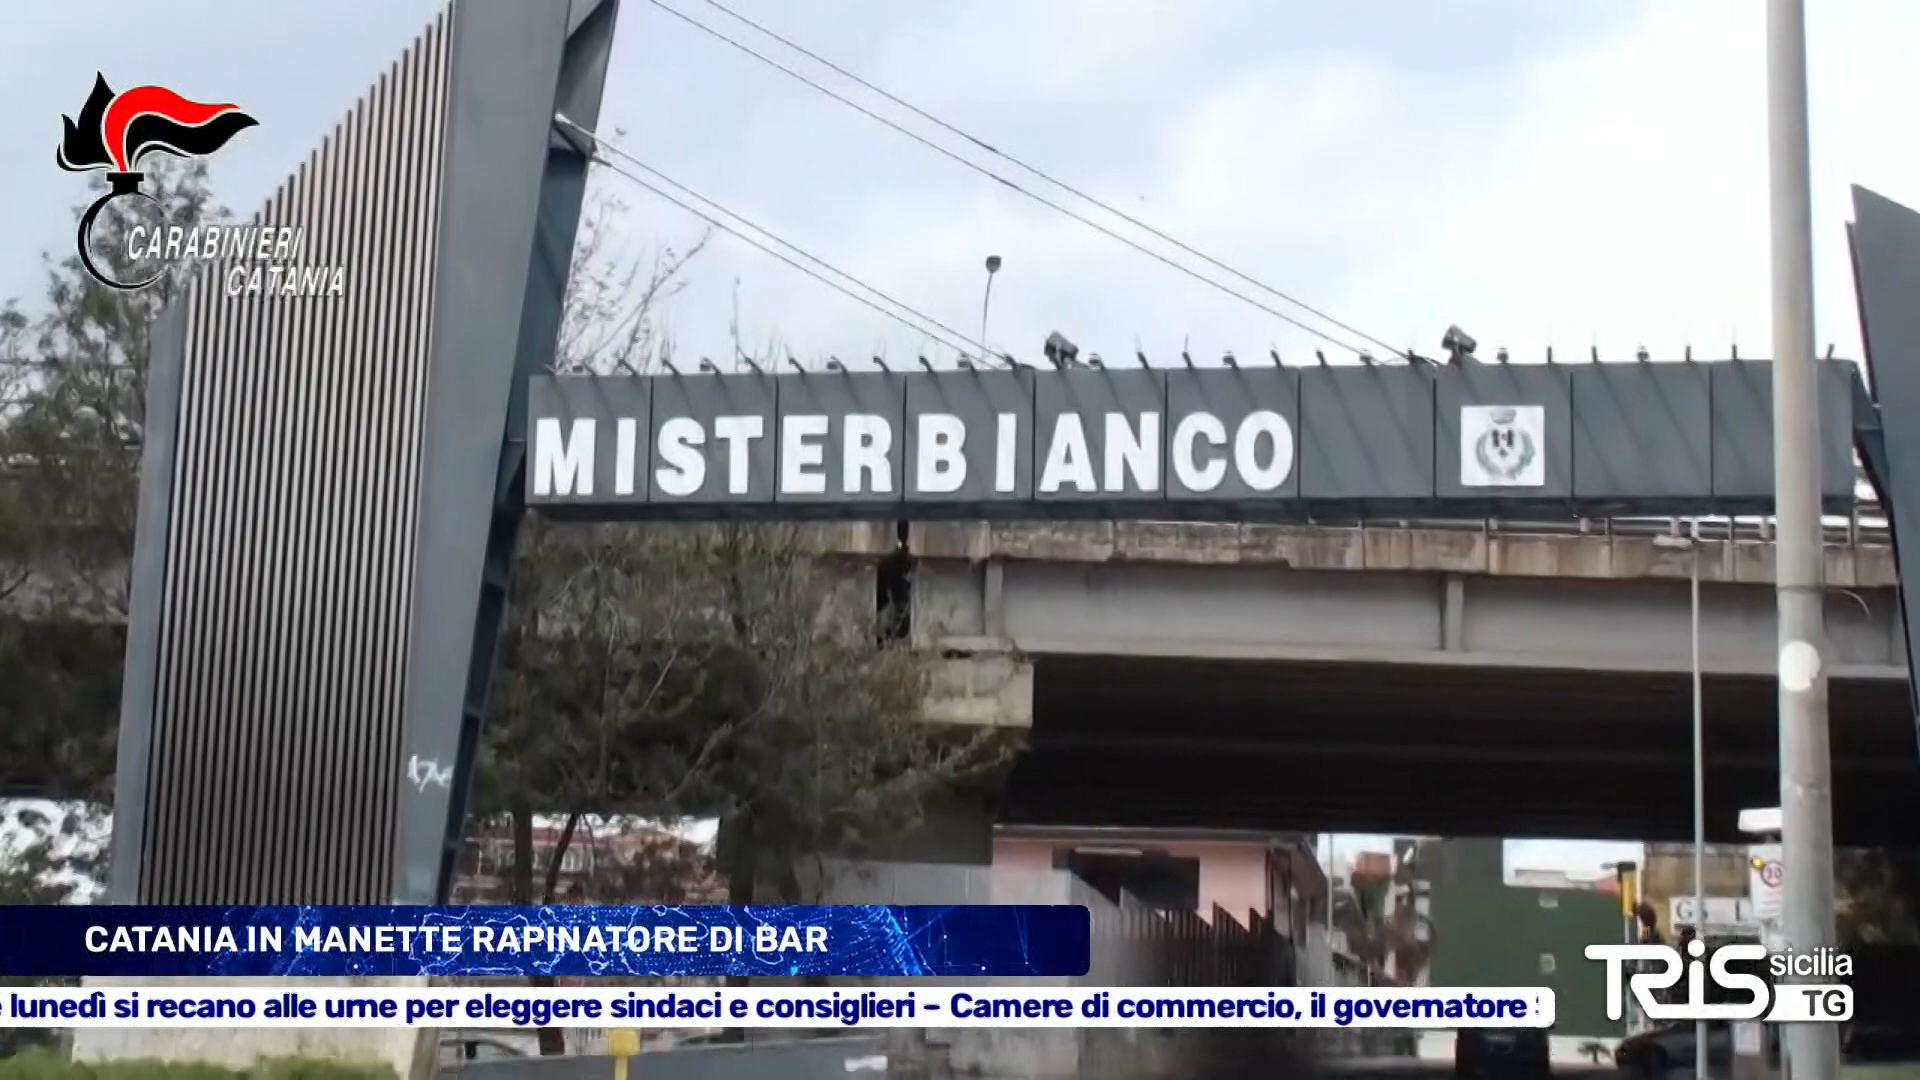 CARABINIERI
CATANIA
MISTERBIANCO
30
CATANIA IN MANETTE RAPINATORE DI BAR
lunedì si recano alle urne per eleggere sindaci e consiglieri – Camere di commercio, il governatore
TRIS sicilia
TG